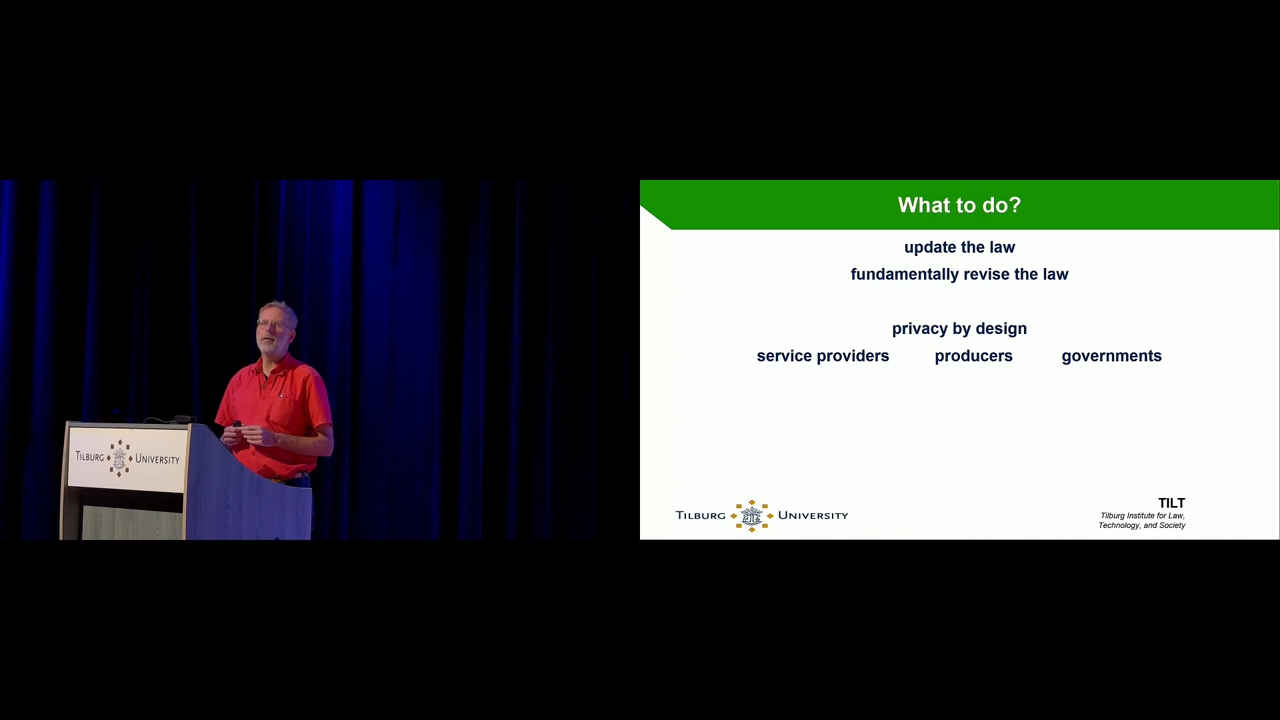 TILBURG UNIVERSITY
What to do?
update the law
fundamentally revise the law
privacy by design
service providers producers governments
TILBURG UNIVERSITY
TILT
Tilburg Institute for Law,
Technology, and Society